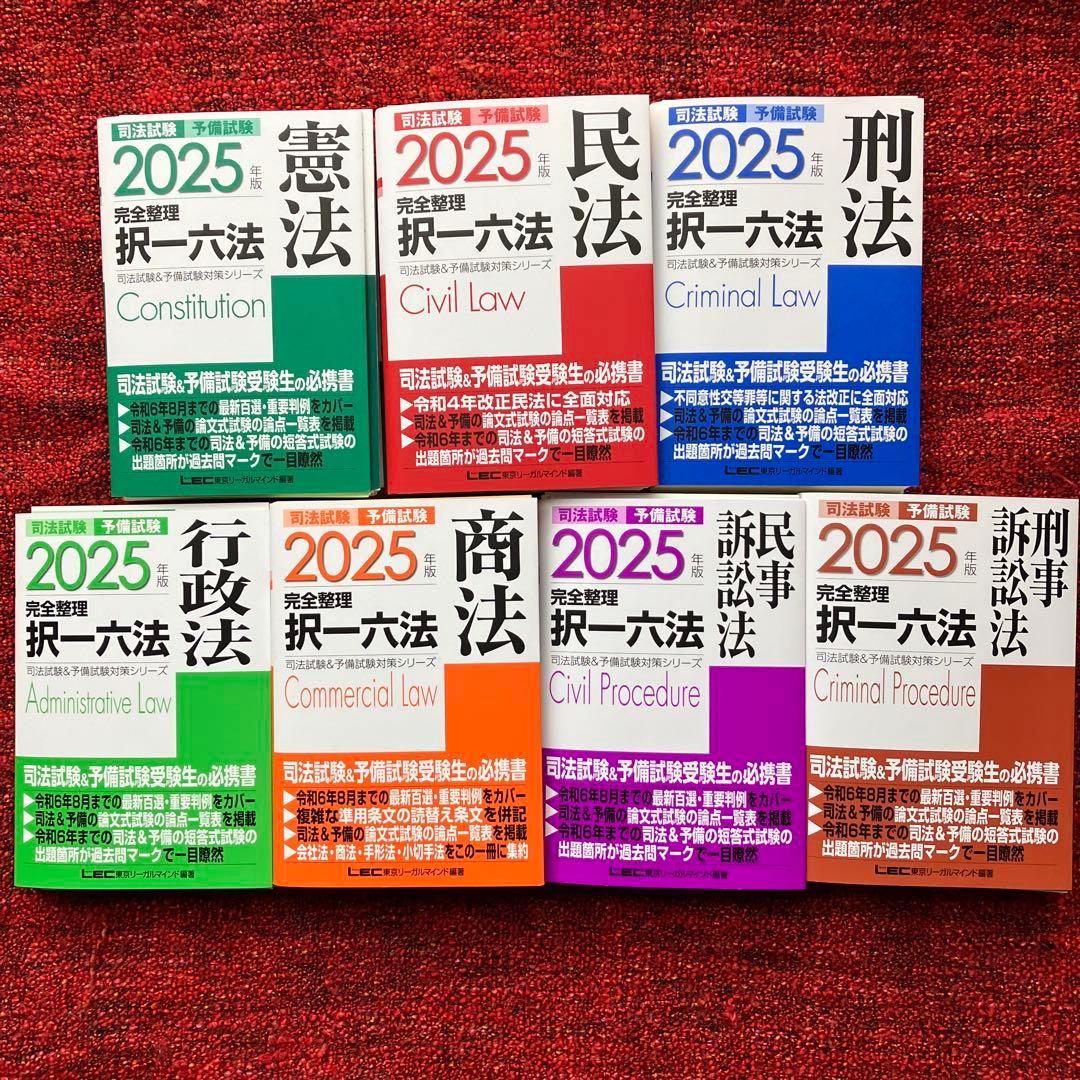 司法試験 予備試験
2025年版
憲法
完全整理
択一六法
司法試験&予備試験対策シリーズ
Constitution
司法試験&予備試験受験生の必携書
▶令和6年8月までの最新百選・重要判例をカバー
▶司法&予備の論文式試験の論点一覧表を掲載
▶令和6年までの司法&予備の短答式試験の
出題箇所が過去問マークで一目瞭然
LEC東京リーガルマインド編著
司法試験 予備試験
2025年版
民法
完全整理
択一六法
司法試験&予備試験対策シリーズ
Civil Law
司法試験&予備試験受験生の必携書
▶令和4年改正民法に全面対応
▶司法&予備の論文式試験の論点一覧表を掲載
▶令和6年までの司法&予備の短答式試験の
出題箇所が過去問マークで一目瞭然
LEC東京リーガルマインド編著
司法試験 予備試験
2025年版
刑法
完全整理
択一六法
司法試験&予備試験対策シリーズ
Criminal Law
司法試験&予備試験受験生の必携書
▶不同意性交等罪等に関する法改正に全面対応
▶司法&予備の論文式試験の論点一覧表を掲載
▶令和6年までの司法&予備の短答式試験の
出題箇所が過去問マークで一目瞭然
LEC東京リーガルマインド編著
司法試験 予備試験
2025年版
行政法
完全整理
択一六法
司法試験&予備試験対策シリーズ
Administrative Law
司法試験&予備試験受験生の必携書
▶令和6年8月までの最新百選・重要判例をカバー
▶司法&予備の論文式試験の論点一覧表を掲載
▶令和6年までの司法&予備の短答式試験の
出題箇所が過去問マークで一目瞭然
LEC東京リーガルマインド編著
司法試験 予備試験
2025年版
商法
完全整理
択一六法
司法試験&予備試験対策シリーズ
Commercial Law
司法試験&予備試験受験生の必携書
▶令和6年8月までの最新百選・重要判例をカバー
▶複雑な準用条文の読替え条文を併記
▶司法&予備の論文式試験の論点一覧表を掲載
▶会社法・商法・手形法・小切手法をこの一冊に集約
LEC東京リーガルマインド編著
司法試験 予備試験
2025年版
民事訴訟法
完全整理
択一六法
司法試験&予備試験対策シリーズ
Civil Procedure
司法試験&予備試験受験生の必携書
▶令和6年8月までの最新百選・重要判例をカバー
▶司法&予備の論文式試験の論点一覧表を掲載
▶令和6年までの司法&予備の短答式試験の
出題箇所が過去問マークで一目瞭然
LEC東京リーガルマインド編著
司法試験 予備試験
2025年版
刑事訴訟法
完全整理
択一六法
司法試験&予備試験対策シリーズ
Criminal Procedure
司法試験&予備試験受験生の必携書
▶令和6年8月までの最新百選・重要判例をカバー
▶司法&予備の論文式試験の論点一覧表を掲載
▶令和6年までの司法&予備の短答式試験の
出題箇所が過去問マークで一目瞭然
LEC東京リーガルマインド編著